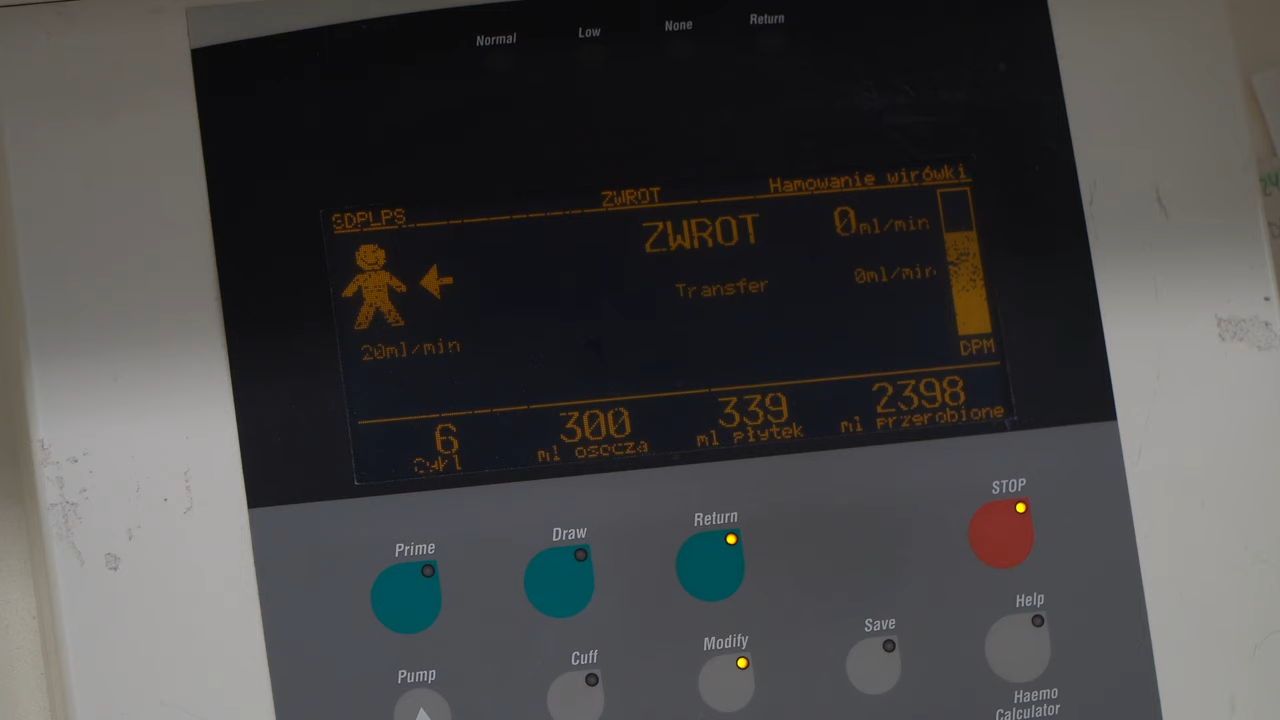 Normal Low None Return
SDPLPS ZWROT Hamowanie wirówki
ZWROT 0ml/min
Transfer 0ml/min
20ml/min
DPM
6 300 339 2398
Cykl ml osocza ml płytek ml przerobione
Prime Draw Return STOP
Pump Cuff Modify Save Help
Haemo
Calculator